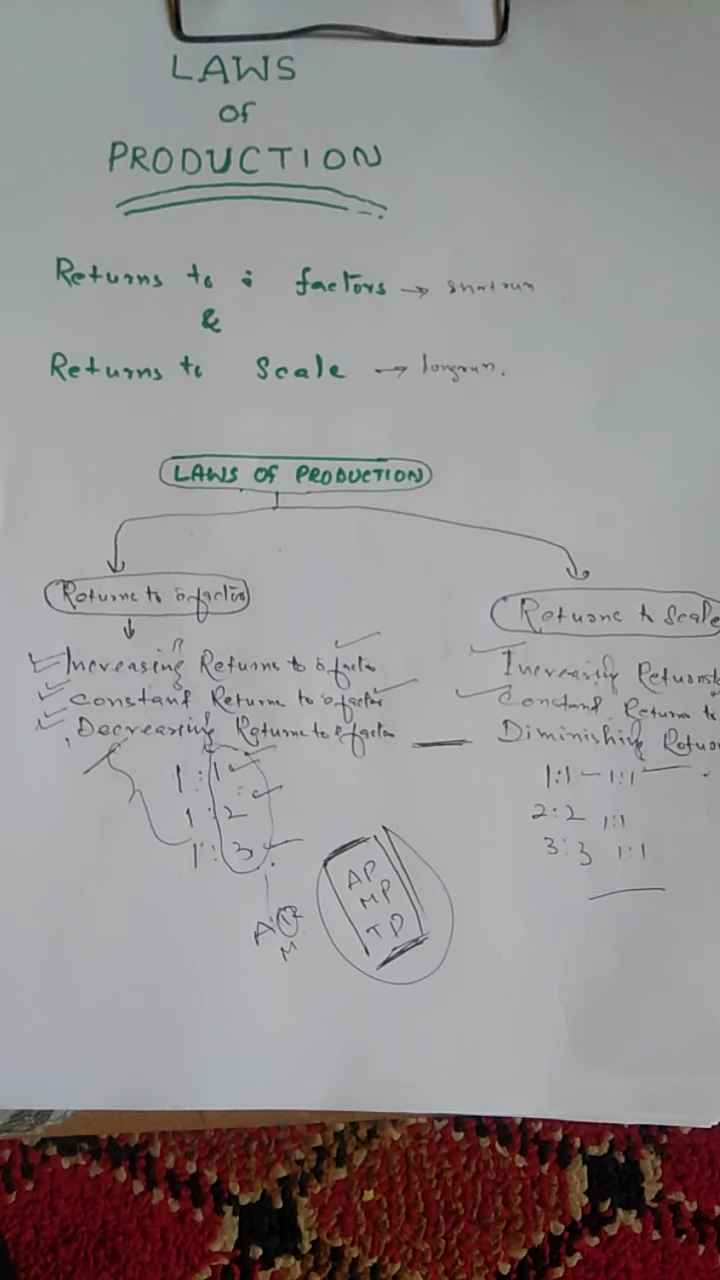 LAWS
of
PRODUCTION
Returns to a factors → short run
&
Returns to Scale → longrun.
LAWS OF PRODUCTION
Returns to a factor
Returns to Scale
Increasing Returns to a factor
Constant Returns to a factor
Decreasing Returns to a factor
Increasing Returns
Constant Returns to
Diminishing
1:1
1:2
1:3
1:1 – 1:1
2:2 1:1
3:3 1:1
AP
MP
TP
M